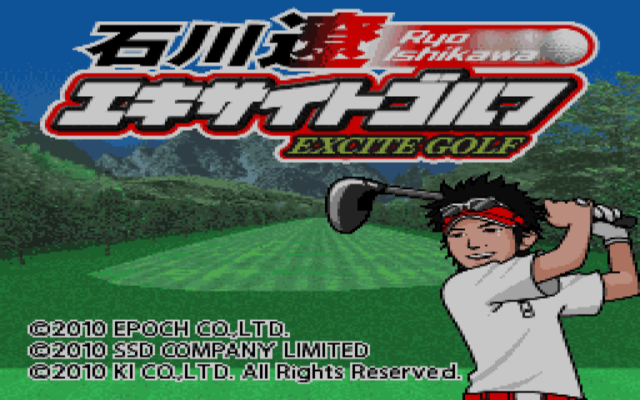 石川遼
Ryo
Ishikawa
エキサイトゴルフ
EXCITE GOLF
©2010 EPOCH CO.,LTD.
©2010 SSD COMPANY LIMITED
©2010 KI CO.,LTD. All Rights Reserved.